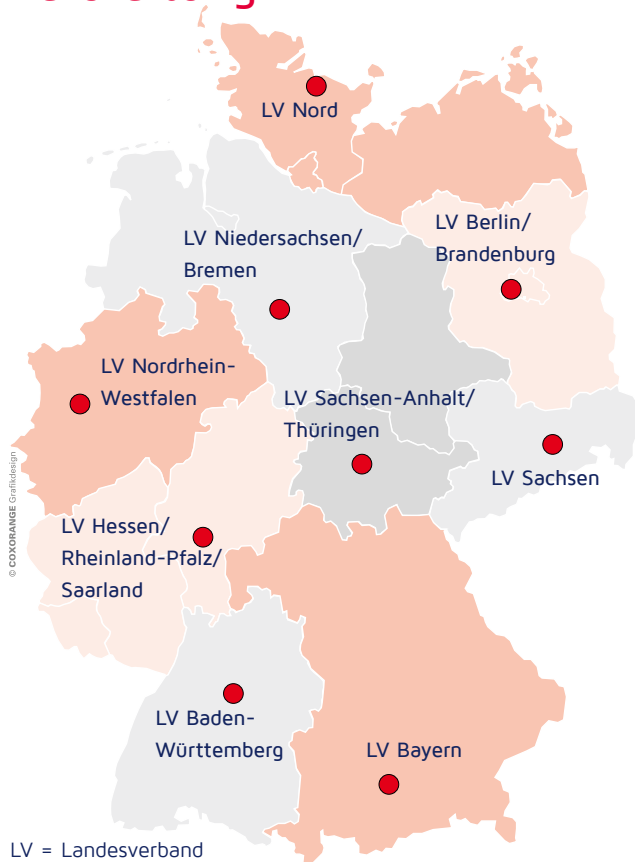 LV Nord
LV Berlin/
Brandenburg
LV Niedersachsen/
Bremen
LV Nordrhein-
Westfalen
LV Sachsen-Anhalt/
Thüringen
LV Sachsen
© COXORANGE Grafikdesign
LV Hessen/
Rheinland-Pfalz/
Saarland
LV Baden-
Württemberg
LV Bayern
LV = Landesverband